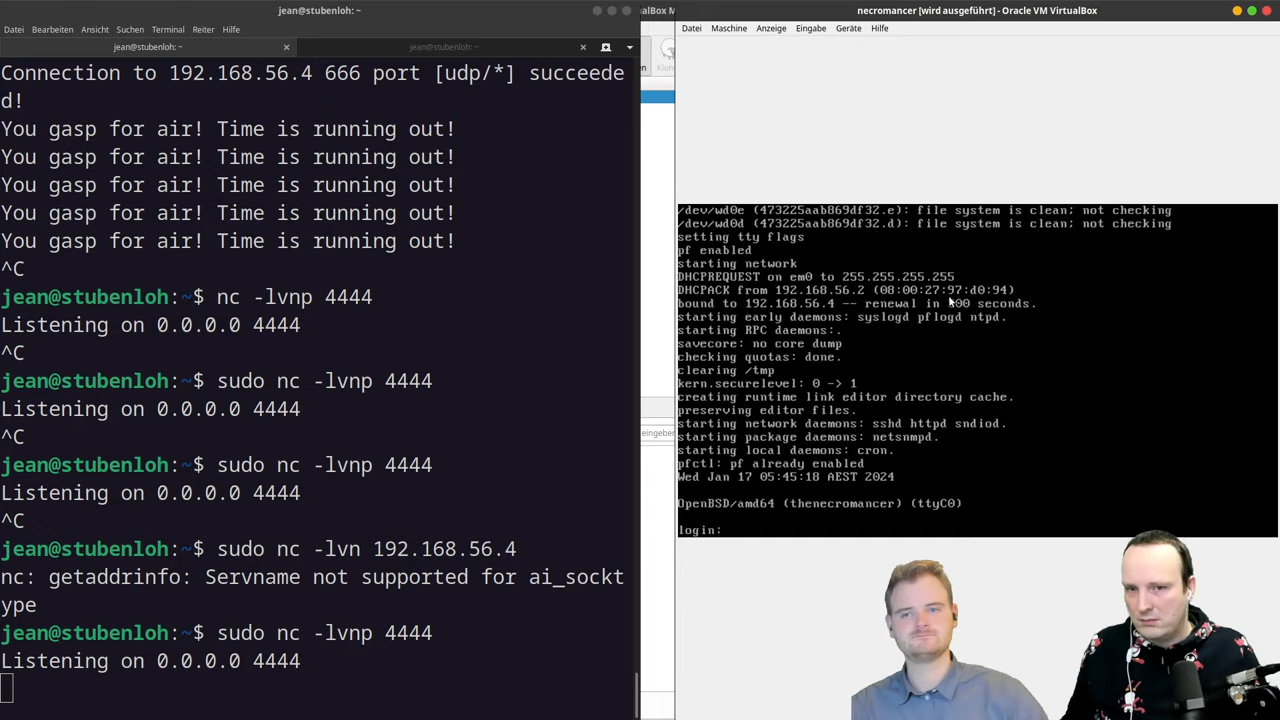 jean@stubenloh: ~
Datei Bearbeiten Ansicht Suchen Terminal Reiter Hilfe
jean@stubenloh: ~
jean@stubenloh: ~
Connection to 192.168.56.4 666 port [udp/*] succeede
d!
You gasp for air! Time is running out!
You gasp for air! Time is running out!
You gasp for air! Time is running out!
You gasp for air! Time is running out!
You gasp for air! Time is running out!
^C
jean@stubenloh:~$ nc -lvnp 4444
Listening on 0.0.0.0 4444
^C
jean@stubenloh:~$ sudo nc -lvnp 4444
Listening on 0.0.0.0 4444
^C
jean@stubenloh:~$ sudo nc -lvnp 4444
Listening on 0.0.0.0 4444
^C
jean@stubenloh:~$ sudo nc -lvn 192.168.56.4
nc: getaddrinfo: Servname not supported for ai_sockt
ype
jean@stubenloh:~$ sudo nc -lvnp 4444
Listening on 0.0.0.0 4444
necromancer [wird ausgeführt] - Oracle VM VirtualBox
Datei Maschine Anzeige Eingabe Geräte Hilfe
/dev/wd0e (473225aab869df32.e): file system is clean; not checking
/dev/wd0d (473225aab869df32.d): file system is clean; not checking
setting tty flags
pf enabled
starting network
DHCPREQUEST on em0 to 255.255.255.255
DHCPACK from 192.168.56.2 (08:00:27:97:d0:94)
bound to 192.168.56.4 -- renewal in seconds.
starting early daemons: syslogd pflogd ntpd.
starting RPC daemons:.
savecore: no core dump
checking quotas: done.
clearing /tmp
kern.securelevel: 0 -> 1
creating runtime link editor directory cache.
preserving editor files.
starting network daemons: sshd httpd sndiod.
starting package daemons: netsnmpd.
starting local daemons: cron.
pfctl: pf already enabled
Wed Jan 17 05:45:18 AEST 2024
OpenBSD/amd64 (thenecromancer) (ttyC0)
login: